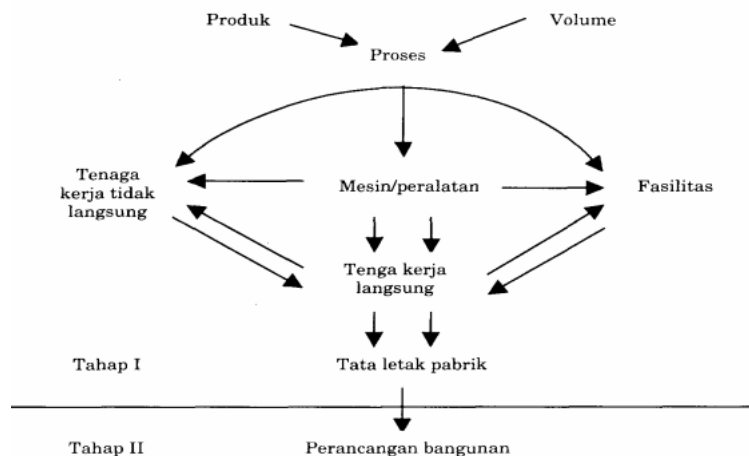 Produk
Volume
Proses
Tenaga
kerja tidak
langsung
Mesin/peralatan
Fasilitas
Tenga kerja
langsung
Tahap I
Tata letak pabrik
Tahap II
Perancangan bangunan